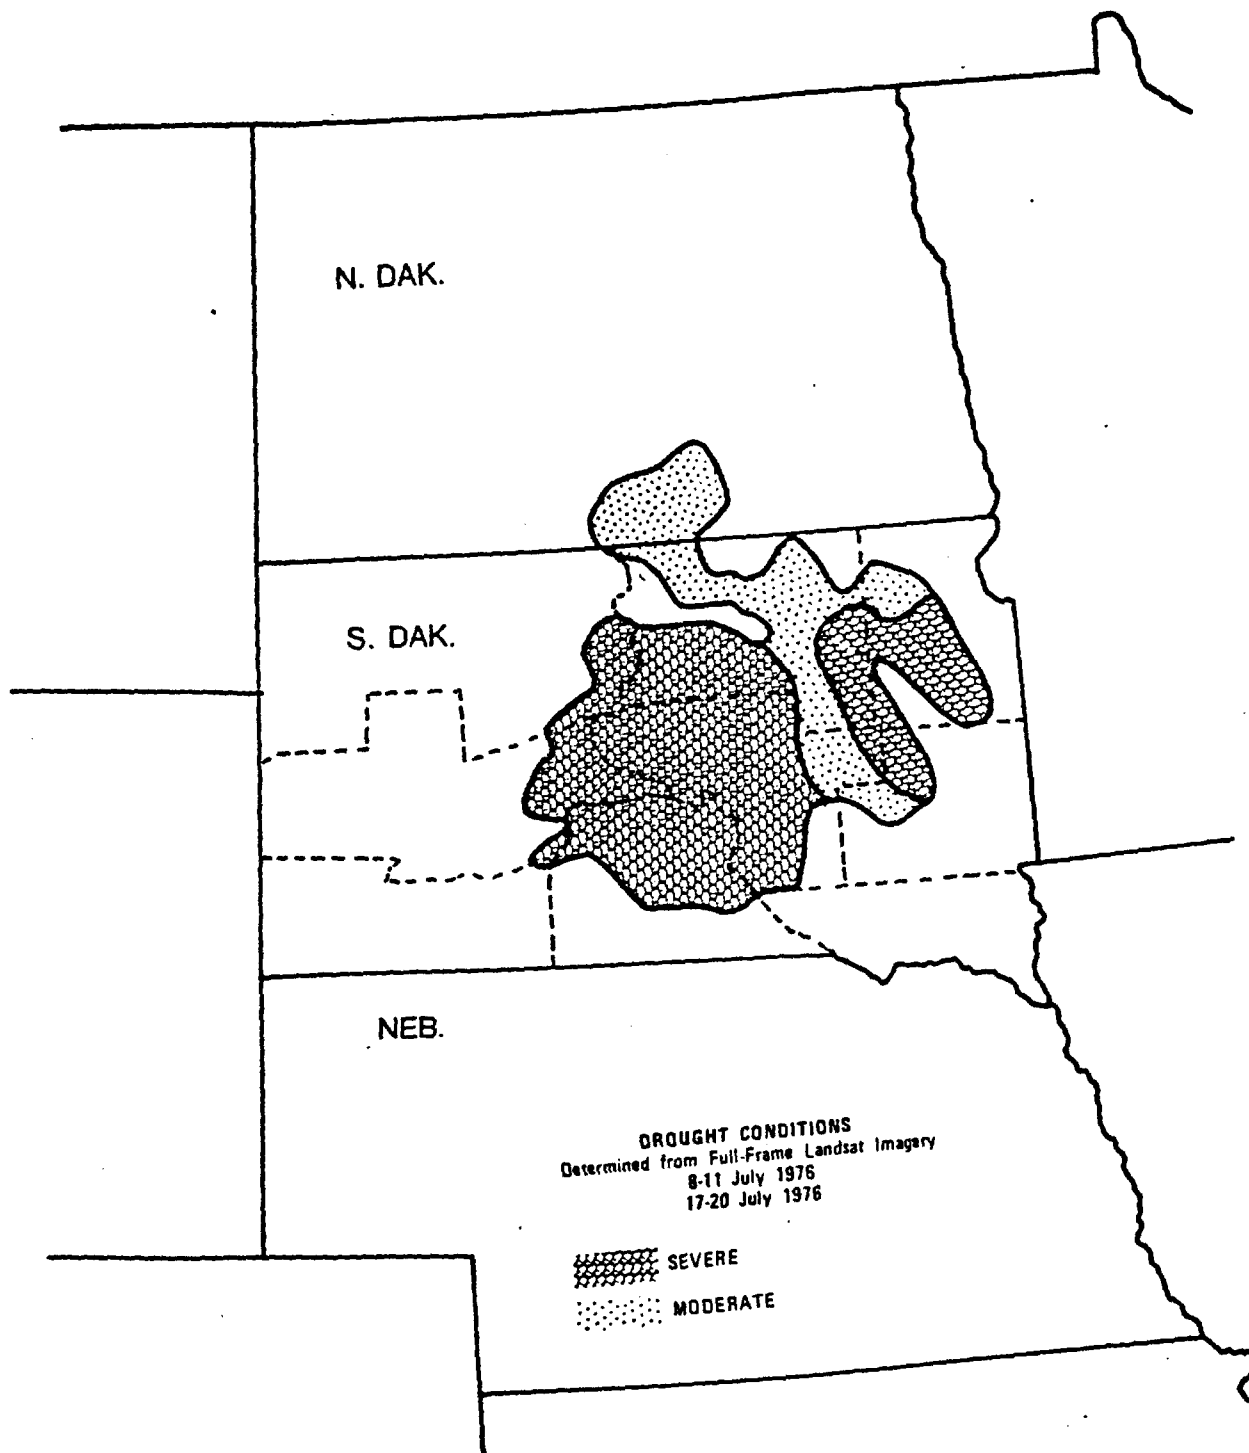 N. DAK.
S. DAK.
NEB.
DROUGHT CONDITIONS
Determined from Full-Frame Landsat Imagery
8-11 July 1976
17-20 July 1976
SEVERE
MODERATE